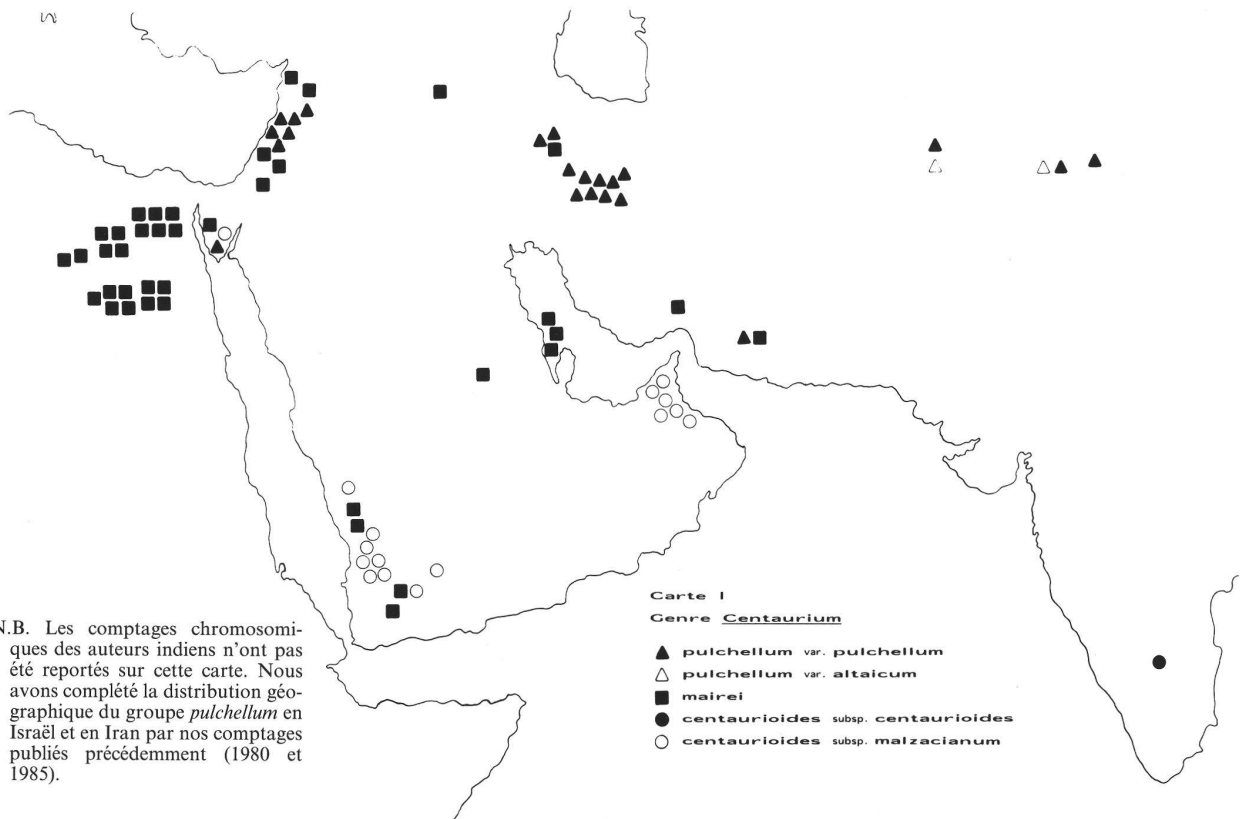 N.B. Les comptages chromosomi-
ques des auteurs indiens n'ont pas
été reportés sur cette carte. Nous
avons complété la distribution géo-
graphique du groupe pulchellum en
Israël et en Iran par nos comptages
publiés précédemment (1980 et
1985).
Carte I
Genre Centaurium
pulchellum var. pulchellum
pulchellum var. altaicum
mairei
centaurioides subsp. centaurioides
centaurioides subsp. malzacianum